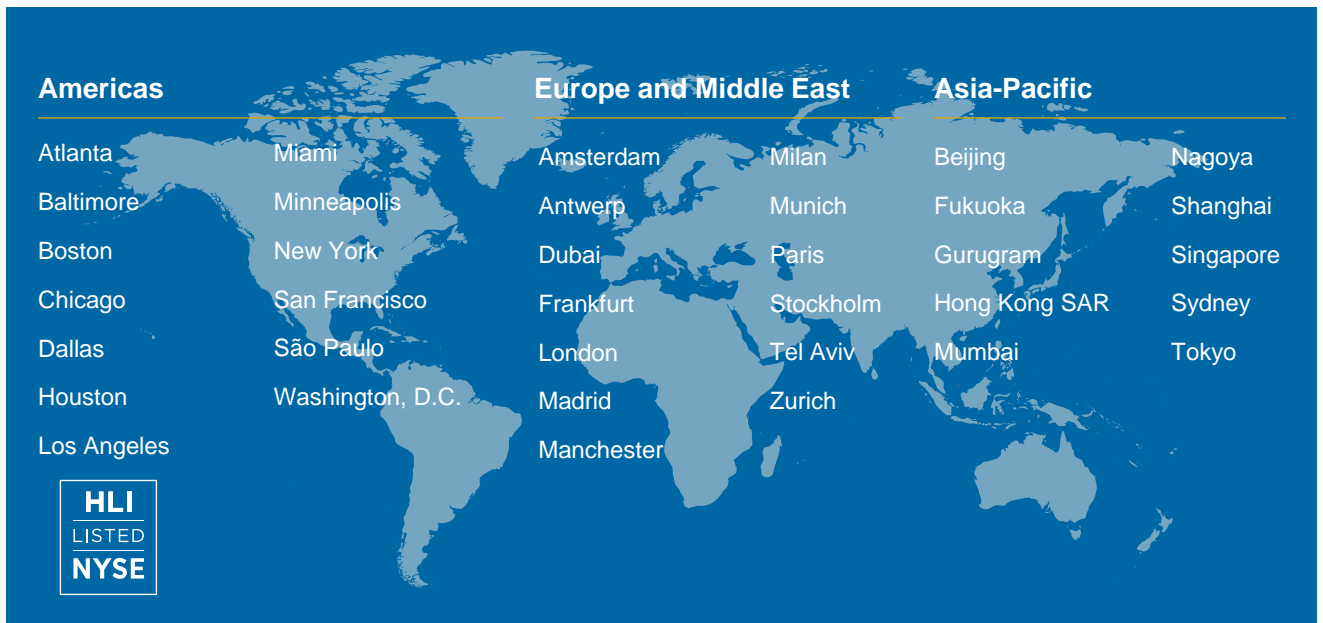 Americas
Atlanta
Baltimore
Boston
Chicago
Dallas
Houston
Los Angeles
Miami
Minneapolis
New York
San Francisco
São Paulo
Washington, D.C.
Europe and Middle East
Amsterdam
Antwerp
Dubai
Frankfurt
London
Madrid
Manchester
Milan
Munich
Paris
Stockholm
Tel Aviv
Zurich
Asia-Pacific
Beijing
Fukuoka
Gurugram
Hong Kong SAR
Mumbai
Nagoya
Shanghai
Singapore
Sydney
Tokyo
HLI
LISTED
NYSE